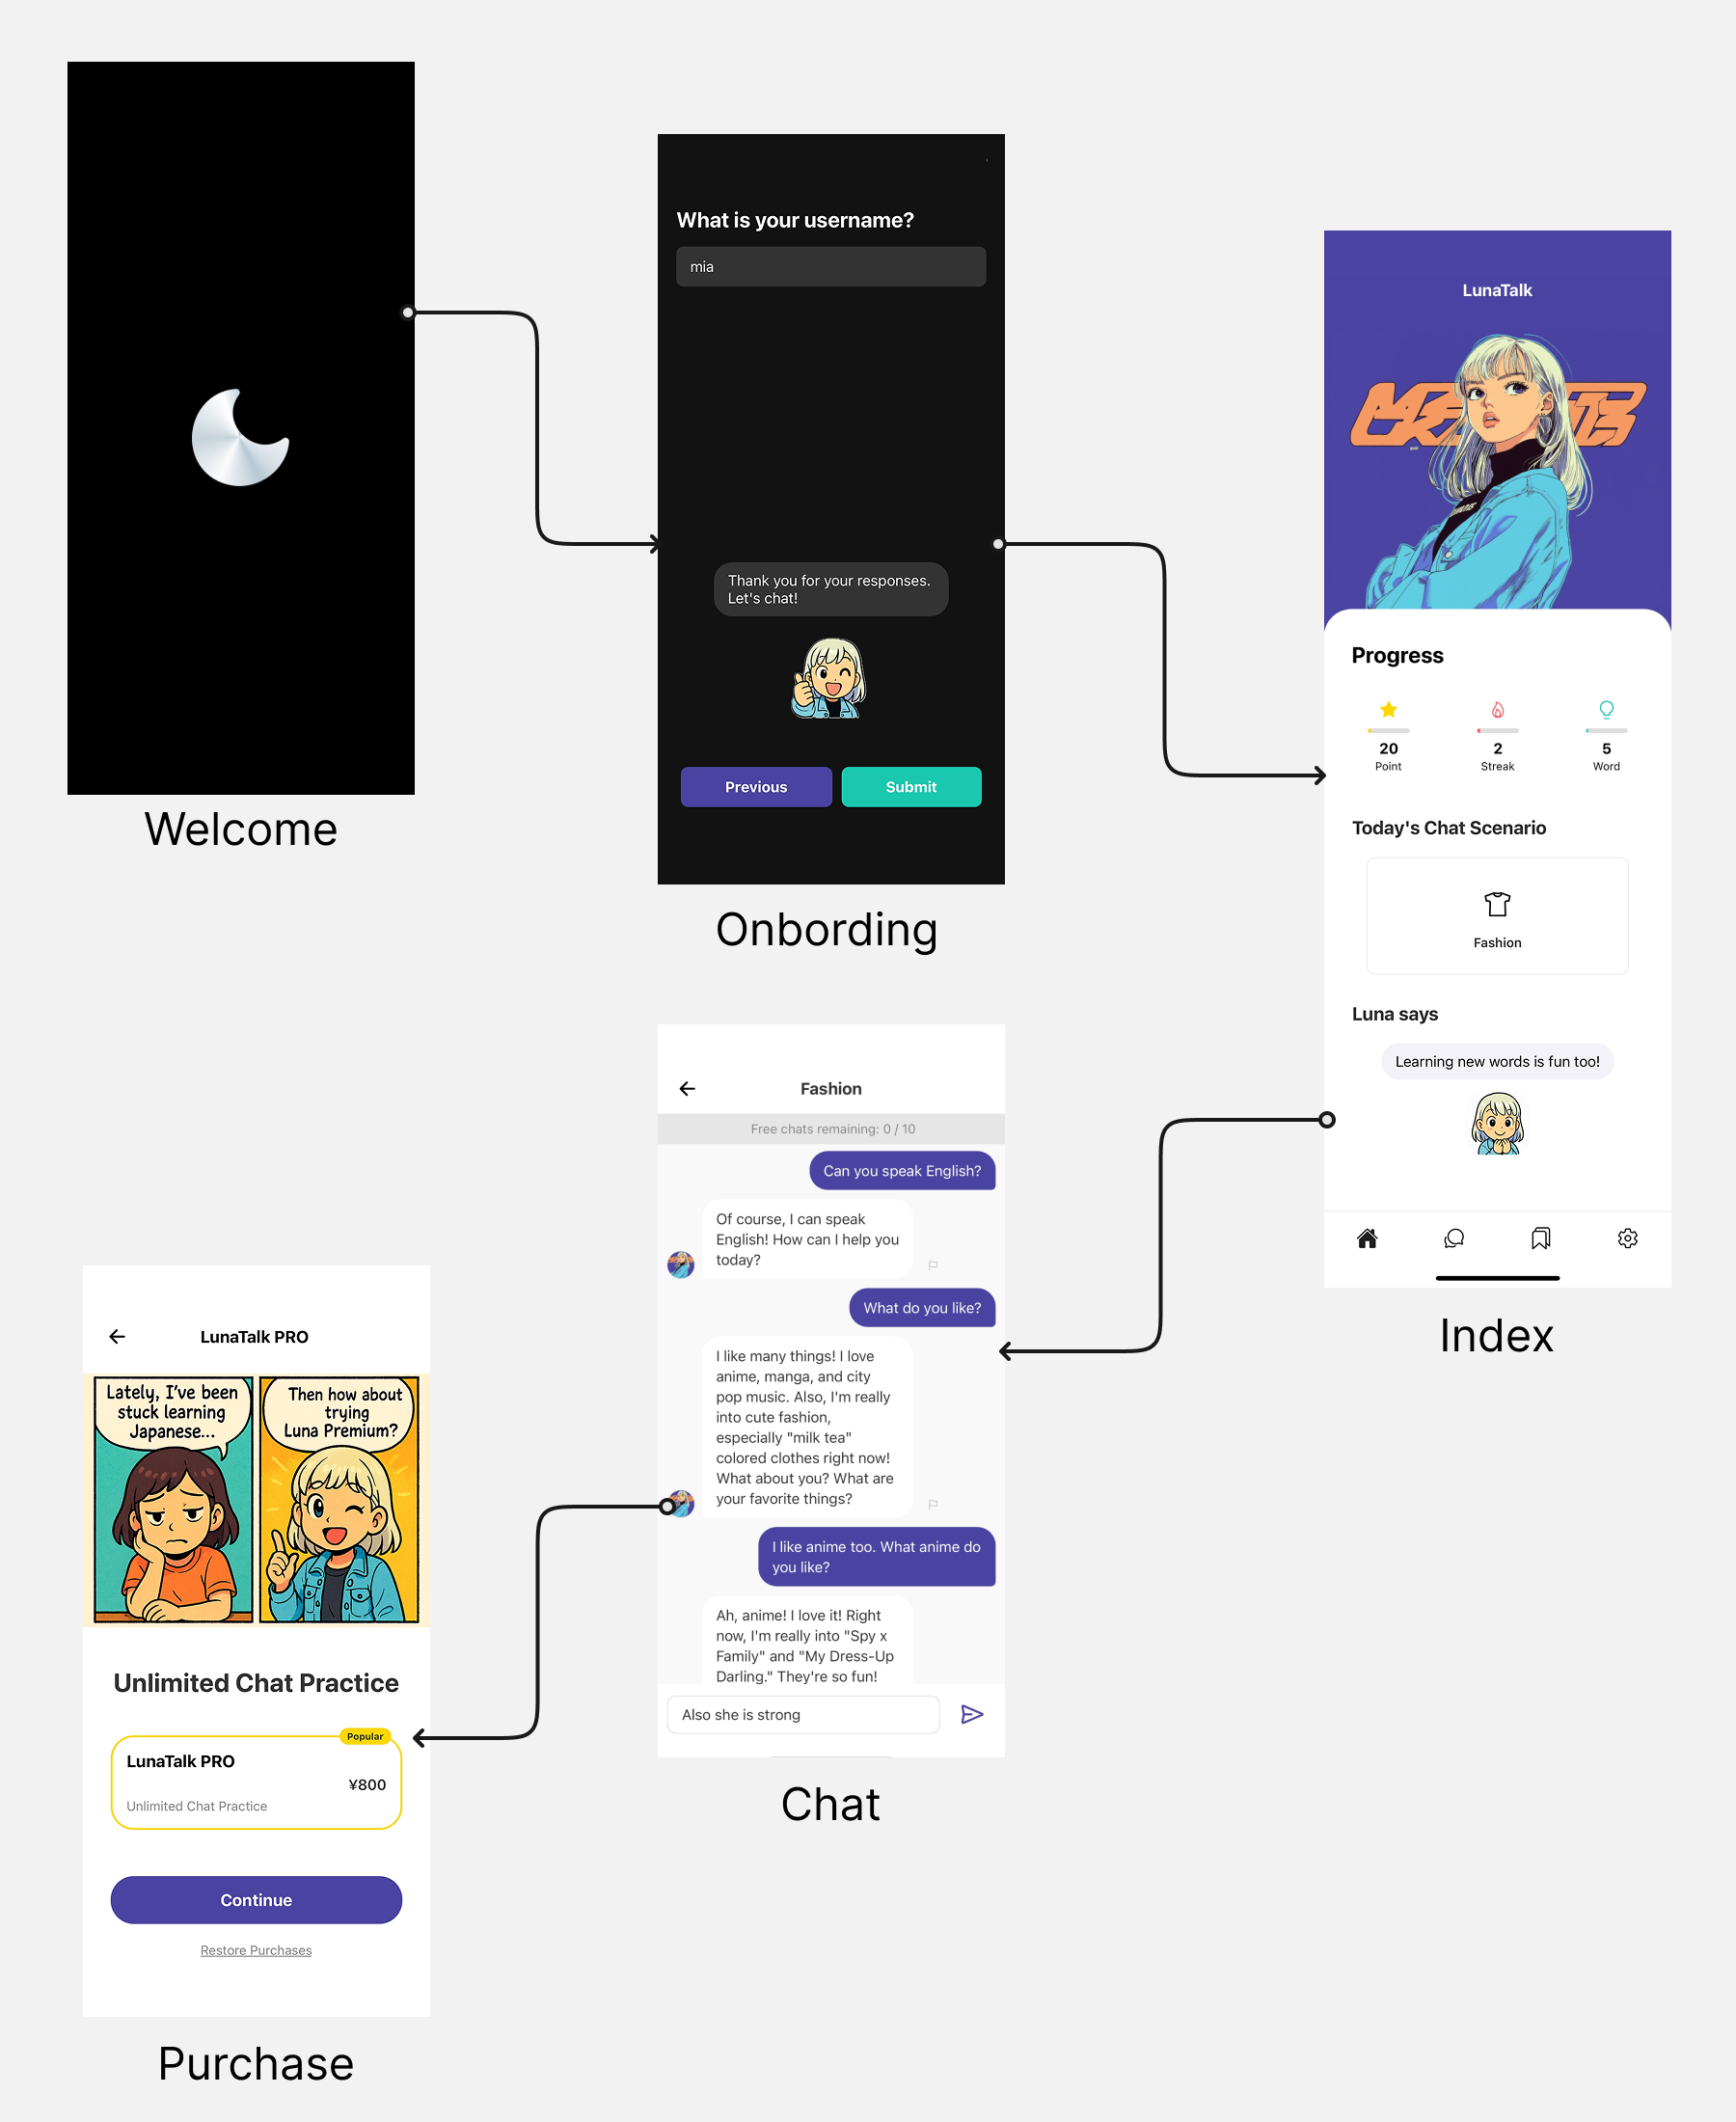 What is your username?
mia
Thank you for your responses.
Let's chat!
Previous
Submit
Welcome
Onbording
LunaTalk
Progress
20
Point
2
Streak
5
Word
Today's Chat Scenario
Fashion
Luna says
Learning new words is fun too!
Index
Fashion
Free chats remaining: 0 / 10
Can you speak English?
Of course, I can speak
English! How can I help you
today?
What do you like?
I like many things! I love
anime, manga, and city
pop music. Also, I'm really
into cute fashion,
especially "milk tea"
colored clothes right now!
What about you? What are
your favorite things?
I like anime too. What anime do
you like?
Ah, anime! I love it! Right
now, I'm really into "Spy x
Family" and "My Dress-Up
Darling." They're so fun!
Also she is strong
Chat
LunaTalk PRO
Lately, I've been
stuck learning
Japanese...
Then how about
trying
Luna Premium?
Unlimited Chat Practice
Popular
LunaTalk PRO
¥800
Unlimited Chat Practice
Continue
Restore Purchases
Purchase